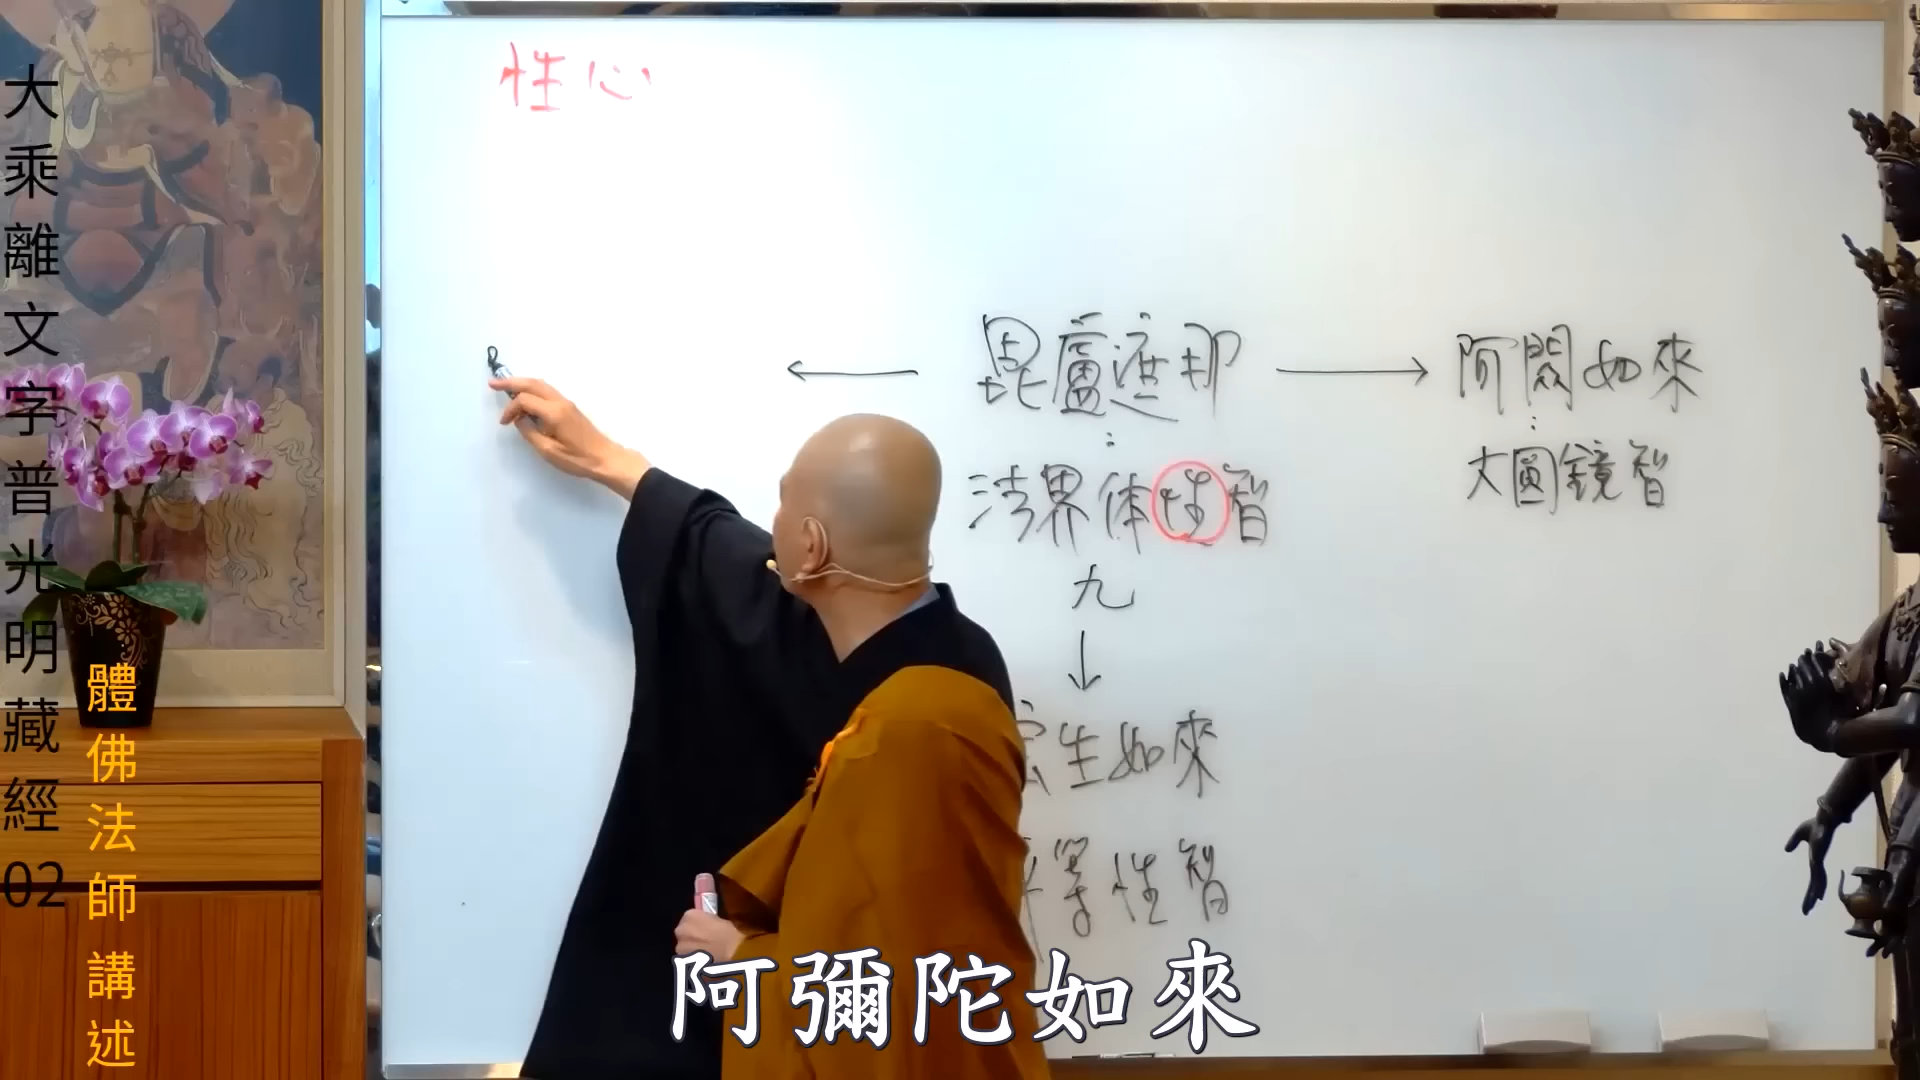 大乘離文字普光明藏經02
體佛法師講述
性心
毘盧遮那
阿閦如來
法界体性智
大圓鏡智
九
生如來
等性智
阿彌陀如來